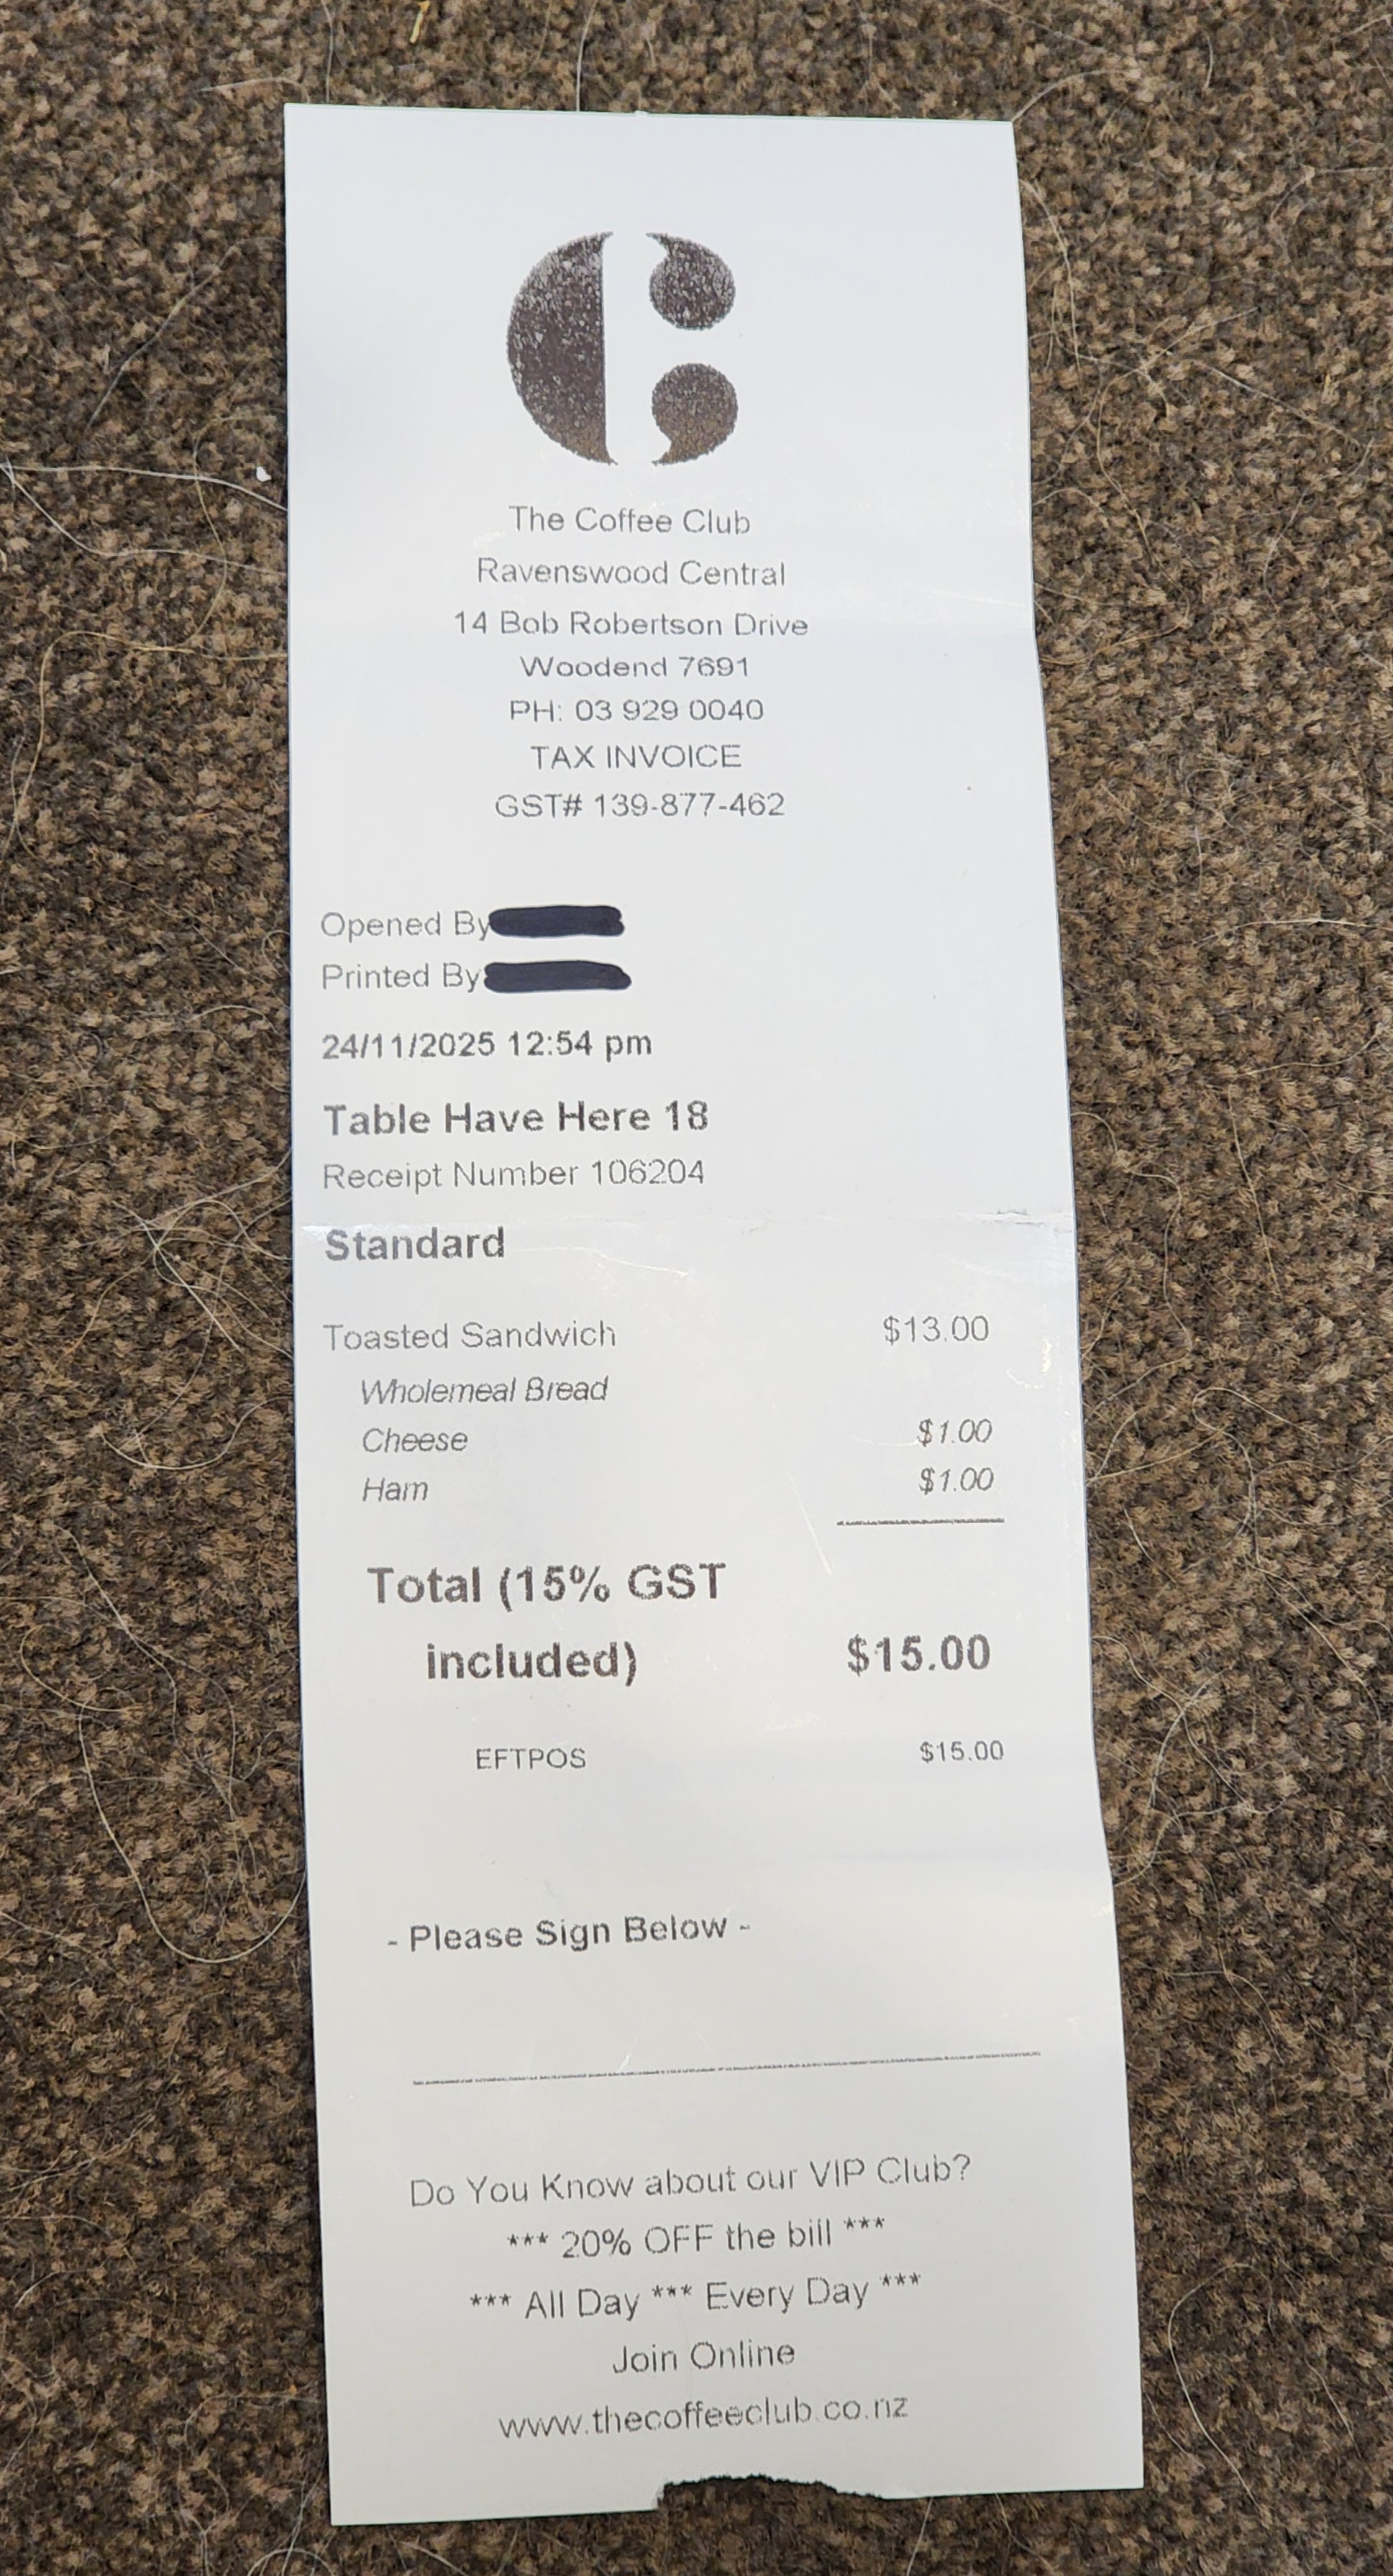 The Coffee Club
Ravenswood Central
14 Bob Robertson Drive
Woodend 7691
PH: 03 929 0040
TAX INVOICE
GST# 139-877-462
Opened By
Printed By
24/11/2025 12:54 pm
Table Have Here 18
Receipt Number 106204
Standard
Toasted Sandwich $13.00
Wholemeal Bread
Cheese $1.00
Ham $1.00
Total (15% GST
included) $15.00
EFTPOS $15.00
- Please Sign Below -
Do You Know about our VIP Club?
*** 20% OFF the bill ***
*** All Day *** Every Day ***
Join Online
www.thecoffeeclub.co.nz